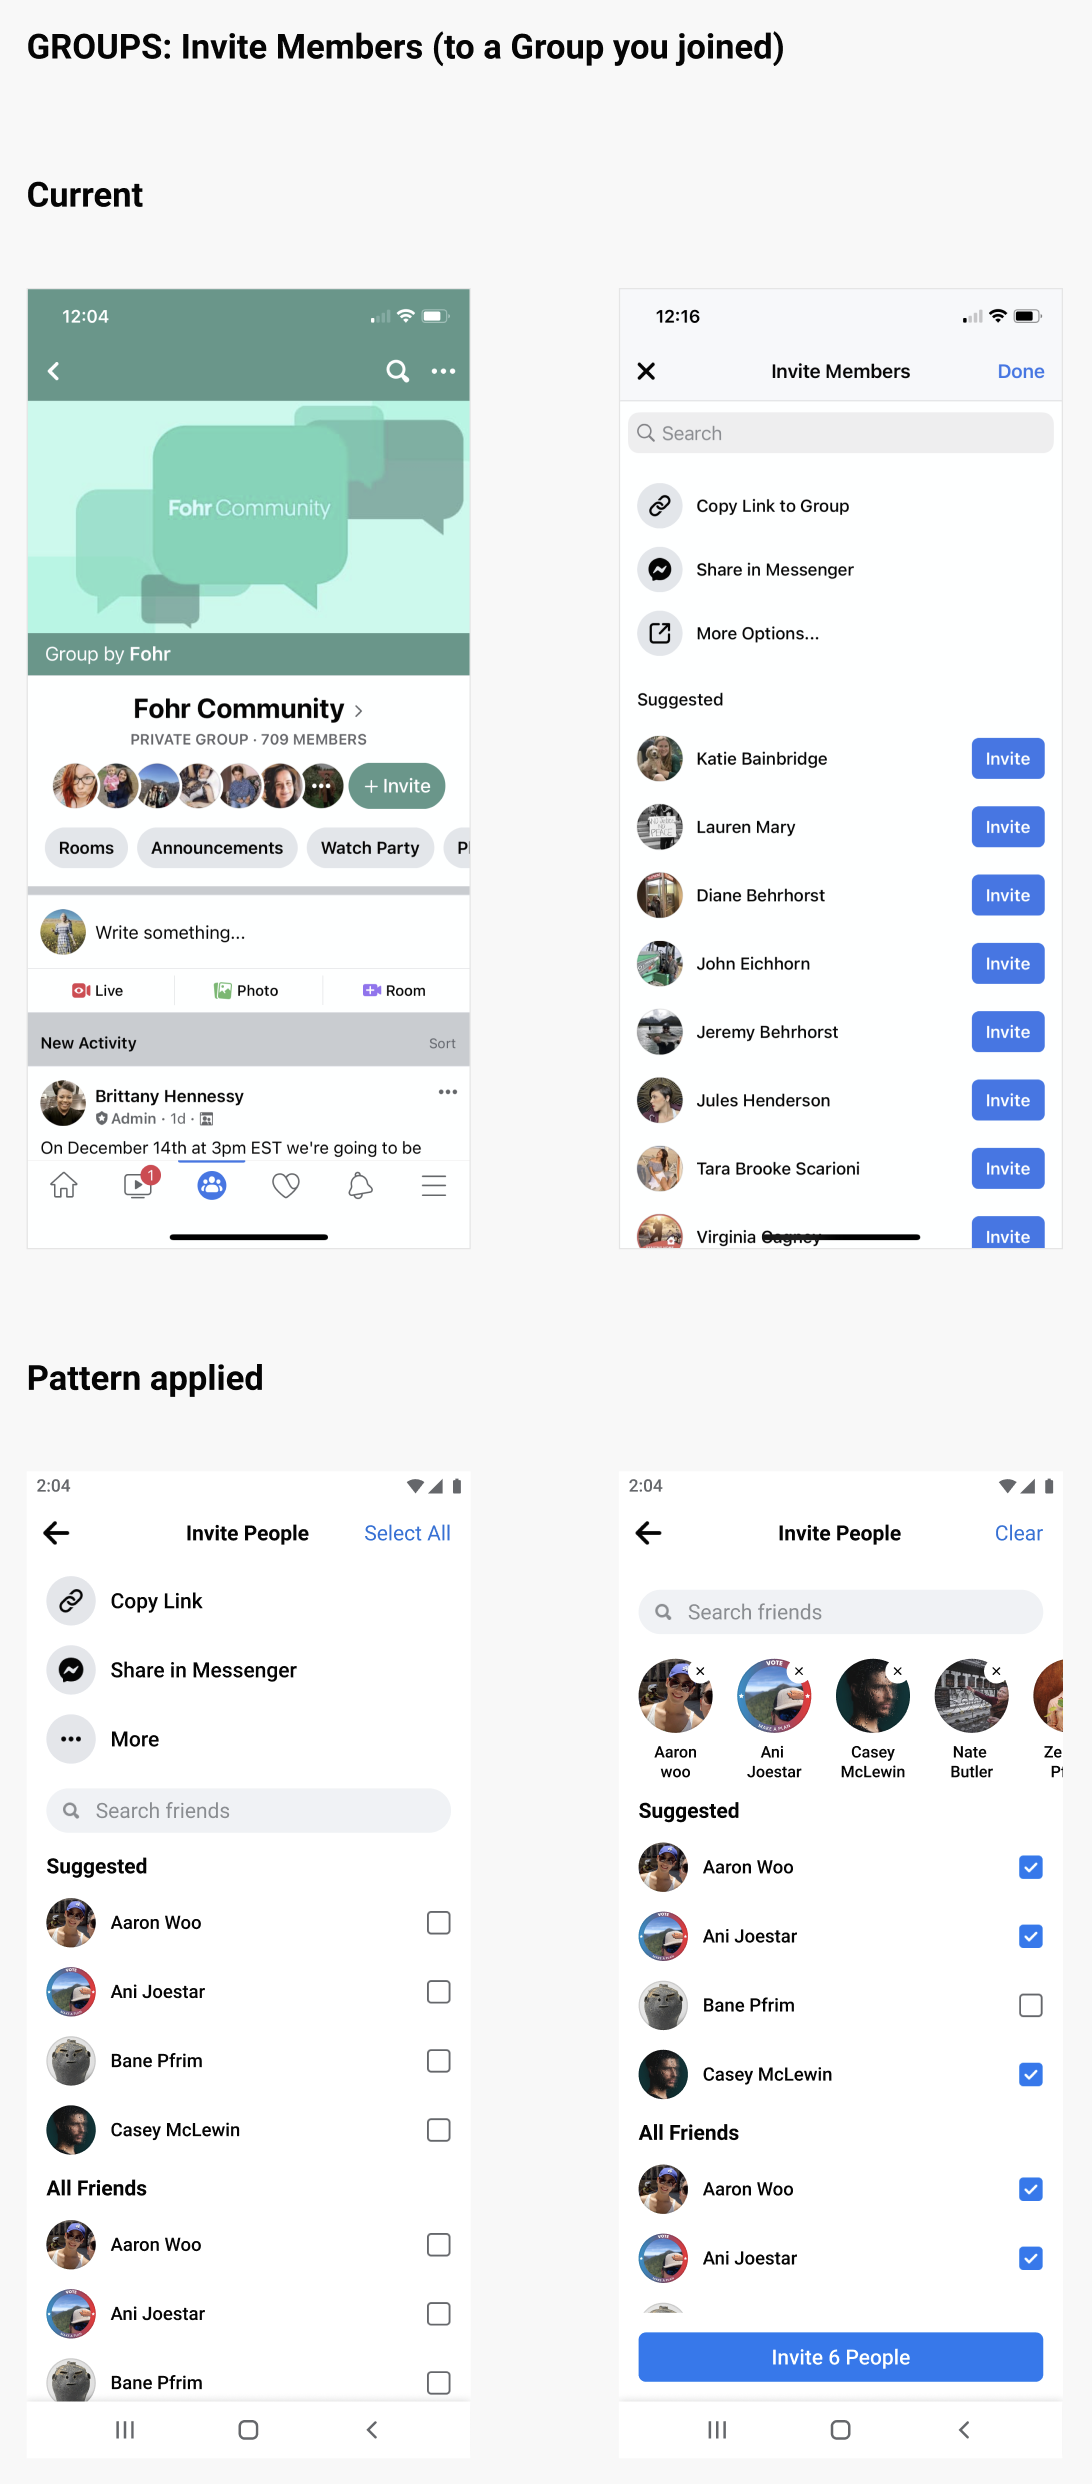 GROUPS: Invite Members (to a Group you joined)
Current
12:04
Fohr Community
Group by Fohr
Fohr Community
PRIVATE GROUP · 709 MEMBERS
+ Invite
Rooms
Announcements
Watch Party
Write something...
Live
Photo
Room
New Activity
Sort
Brittany Hennessy
Admin · 1d ·
On December 14th at 3pm EST we're going to be
1
12:16
Invite Members
Done
Search
Copy Link to Group
Share in Messenger
More Options...
Suggested
Katie Bainbridge
Invite
Lauren Mary
Invite
Diane Behrhorst
Invite
John Eichhorn
Invite
Jeremy Behrhorst
Invite
Jules Henderson
Invite
Tara Brooke Scarioni
Invite
Virginia Gagney
Invite
Pattern applied
2:04
Invite People
Select All
Copy Link
Share in Messenger
More
Search friends
Suggested
Aaron Woo
Ani Joestar
Bane Pfrim
Casey McLewin
All Friends
Aaron Woo
Ani Joestar
Bane Pfrim
2:04
Invite People
Clear
Search friends
VOTE
MAKE A PLAN
Aaron
woo
Ani
Joestar
Casey
McLewin
Nate
Butler
Ze
Suggested
Aaron Woo
Ani Joestar
Bane Pfrim
Casey McLewin
All Friends
Aaron Woo
Ani Joestar
Invite 6 People